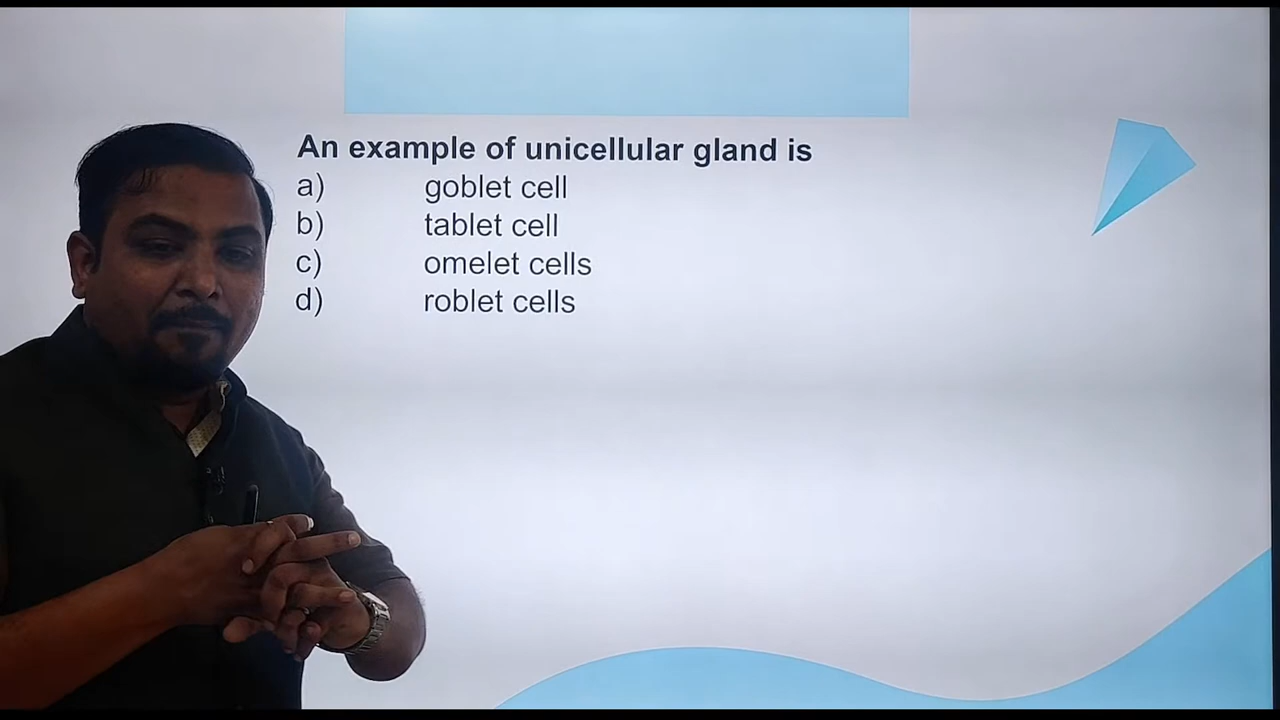 An example of unicellular gland is
a) goblet cell
b) tablet cell
c) omelet cells
d) roblet cells